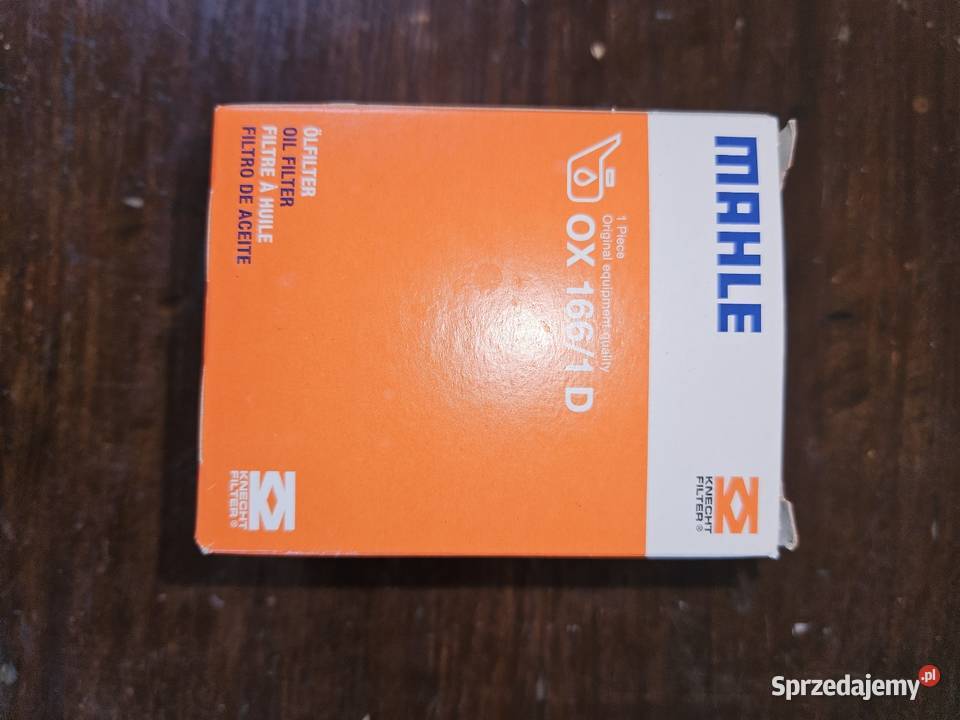 MAHLE
KNECHT
FILTER®
1 Piece
Original equipment quality
OX 166/1 D
ÖLFILTER
OIL FILTER
FILTRE À HUILE
FILTRO DE ACEITE
KNECHT
FILTER®
Sprzedajemy.pl